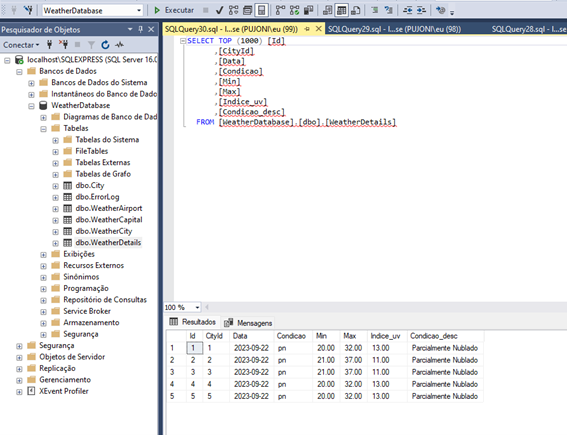 WeatherDatabase
Executar
Pesquisador de Objetos
Conectar
localhost\SQLEXPRESS (SQL Server 16.0
Bancos de Dados
Bancos de Dados do Sistema
Instantâneos do Banco de Dados
WeatherDatabase
Diagramas de Banco de Dad
Tabelas
Tabelas do Sistema
FileTables
Tabelas Externas
Tabelas de Grafo
dbo.City
dbo.ErrorLog
dbo.WeatherAirport
dbo.WeatherCapital
dbo.WeatherCity
dbo.WeatherDetails
Exibições
Recursos Externos
Sinônimos
Programação
Repositório de Consultas
Service Broker
Armazenamento
Segurança
Segurança
Objetos de Servidor
Replicação
Gerenciamento
XEvent Profiler
SQLQuery30.sql - l...se (PUJONI\eu (99)) SQLQuery29.sql - l...se (PUJONI\eu (98)) SQLQuery28.sql - l...se
SELECT TOP (1000) [Id]
,[CityId]
,[Data]
,[Condicao]
,[Min]
,[Max]
,[Indice_uv]
,[Condicao_desc]
FROM [WeatherDatabase].[dbo].[WeatherDetails]
100 %
Resultados Mensagens
Id CityId Data Condicao Min Max Indice_uv Condicao_desc
1 1 1 2023-09-22 pn 20.00 32.00 13.00 Parcialmente Nublado
2 2 2 2023-09-22 pn 21.00 37.00 11.00 Parcialmente Nublado
3 3 3 2023-09-22 pn 21.00 37.00 11.00 Parcialmente Nublado
4 4 4 2023-09-22 pn 20.00 32.00 13.00 Parcialmente Nublado
5 5 5 2023-09-22 pn 20.00 32.00 13.00 Parcialmente Nublado